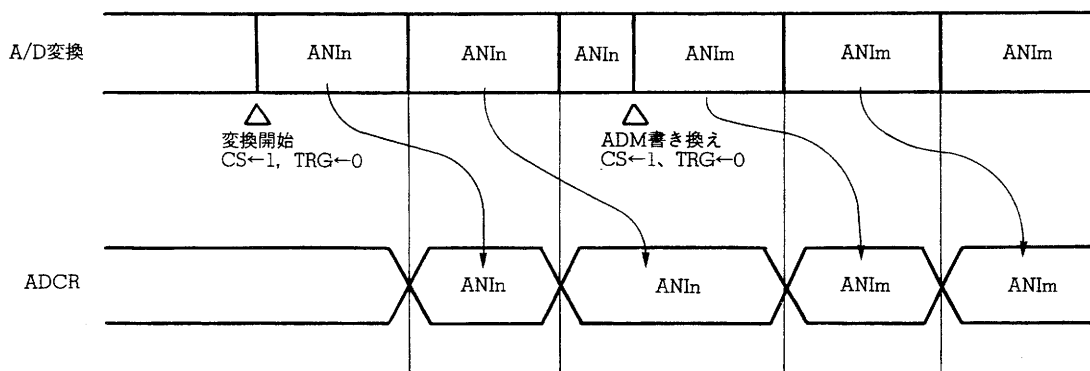 A/D変換
ANIn
ANIn
ANIn
ANIm
ANIm
ANIm
変換開始
CS←1, TRG←0
ADM書き換え
CS←1、TRG←0
ADCR
ANIn
ANIn
ANIm
ANIm